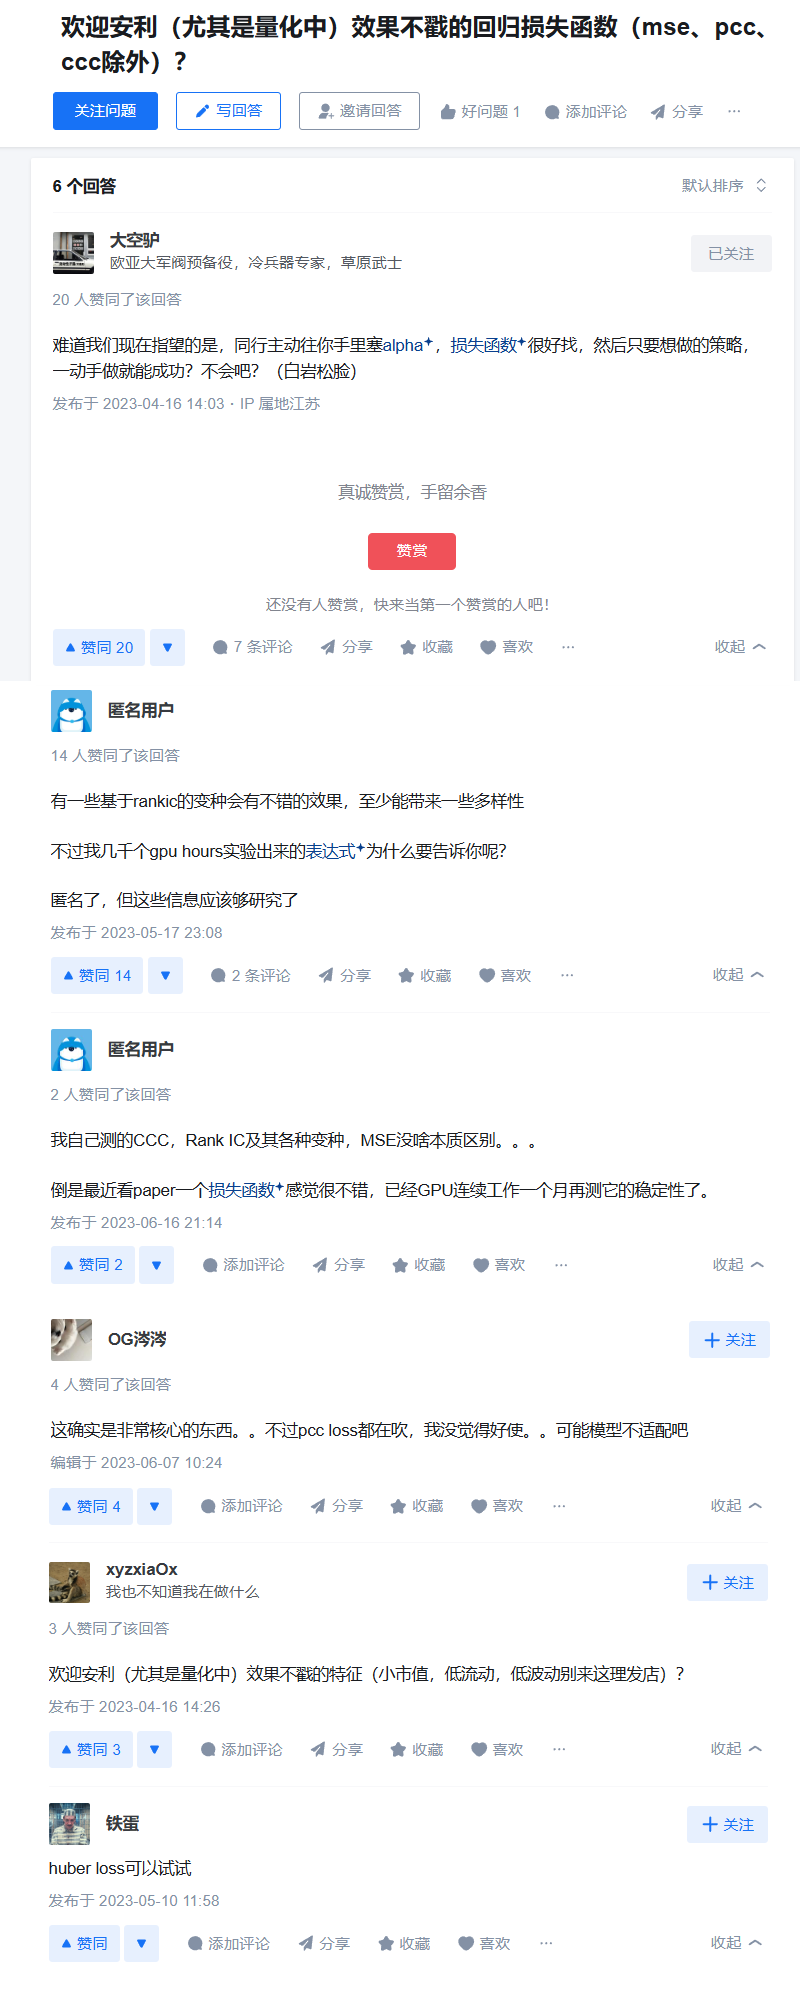 欢迎安利（尤其是量化中）效果不戳的回归损失函数（mse、pcc、
ccc除外）？
关注问题 写回答 邀请回答 好问题 1 添加评论 分享 ···
6 个回答 默认排序
大空驴
欧亚大军阀预备役，冷兵器专家，草原武士
已关注
20 人赞同了该回答
难道我们现在指望的是，同行主动往你手里塞alpha，损失函数很好找，然后只要想做的策略，
一动手做就能成功？不会吧？（白岩松脸）
发布于 2023-04-16 14:03 · IP 属地江苏
真诚赞赏，手留余香
赞赏
还没有人赞赏，快来当第一个赞赏的人吧！
赞同 20 7 条评论 分享 收藏 喜欢 ··· 收起
匿名用户
14 人赞同了该回答
有一些基于rankic的变种会有不错的效果，至少能带来一些多样性
不过我几千个gpu hours实验出来的表达式为什么要告诉你呢？
匿名了，但这些信息应该够研究了
发布于 2023-05-17 23:08
赞同 14 2 条评论 分享 收藏 喜欢 ··· 收起
匿名用户
2 人赞同了该回答
我自己测的CCC，Rank IC及其各种变种，MSE没啥本质区别。。。
倒是最近看paper一个损失函数感觉很不错，已经GPU连续工作一个月再测它的稳定性了。
发布于 2023-06-16 21:14
赞同 2 添加评论 分享 收藏 喜欢 ··· 收起
OG涔涔
关注
4 人赞同了该回答
这确实是非常核心的东西。。不过pcc loss都在吹，我没觉得好使。。可能模型不适配吧
编辑于 2023-06-07 10:24
赞同 4 添加评论 分享 收藏 喜欢 ··· 收起
xyzxiaOx
我也不知道我在做什么
关注
3 人赞同了该回答
欢迎安利（尤其是量化中）效果不戳的特征（小市值，低流动，低波动别来这理发店）？
发布于 2023-04-16 14:26
赞同 3 添加评论 分享 收藏 喜欢 ··· 收起
铁蛋
关注
huber loss可以试试
发布于 2023-05-10 11:58
赞同 添加评论 分享 收藏 喜欢 ··· 收起